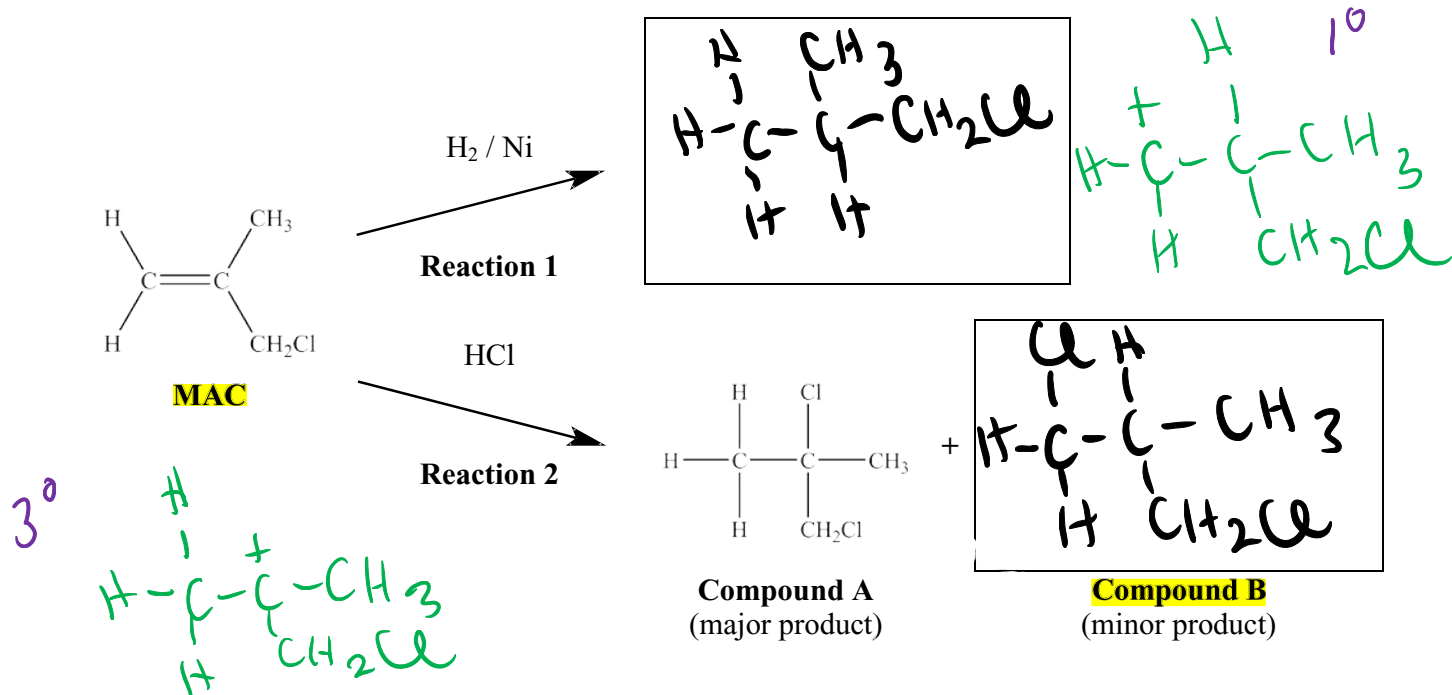 H CH3
H-C-C-CH2Cl
H H
H 1°
+
H-C-C-CH3
H CH2Cl
H2 / Ni
Reaction 1
H CH3
C=C
H CH2Cl
MAC
HCl
Reaction 2
H Cl
H-C-C-CH3
H CH2Cl
Compound A
(major product)
+
Cl H
H-C-C-CH3
H CH2Cl
Compound B
(minor product)
3°
H
+
H-C-C-CH3
H CH2Cl